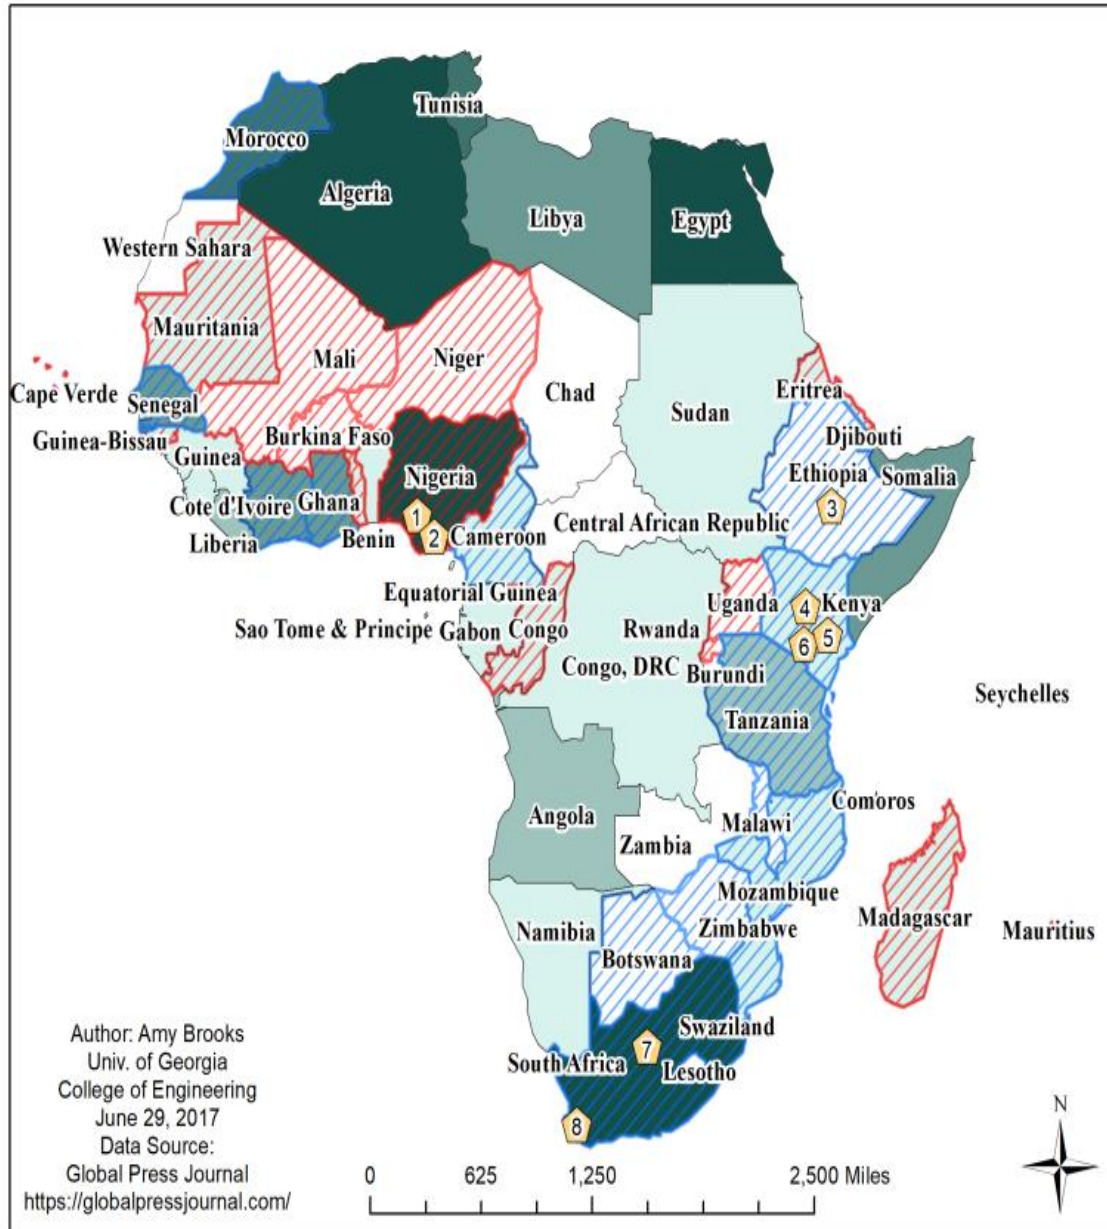 Tunisia
Morocco
Algeria
Libya
Egypt
Western Sahara
Mauritania
Mali
Niger
Cape Verde
Senegal
Chad
Sudan
Eritrea
Guinea-Bissau
Guinea
Burkina Faso
Djibouti
Nigeria
Ethiopia
Somalia
Cote d'Ivoire
Ghana
1
3
Liberia
Benin
2
Cameroon
Central African Republic
Equatorial Guinea
Uganda
4
Kenya
Sao Tome & Principe
Gabon
Congo
Rwanda
6
5
Congo, DRC
Burundi
Seychelles
Tanzania
Comoros
Angola
Malawi
Zambia
Mozambique
Madagascar
Mauritius
Namibia
Zimbabwe
Botswana
Swaziland
South Africa
7
Lesotho
8
Author: Amy Brooks
Univ. of Georgia
College of Engineering
June 29, 2017
Data Source:
Global Press Journal
https://globalpressjournal.com/
N
0 625 1,250 2,500 Miles